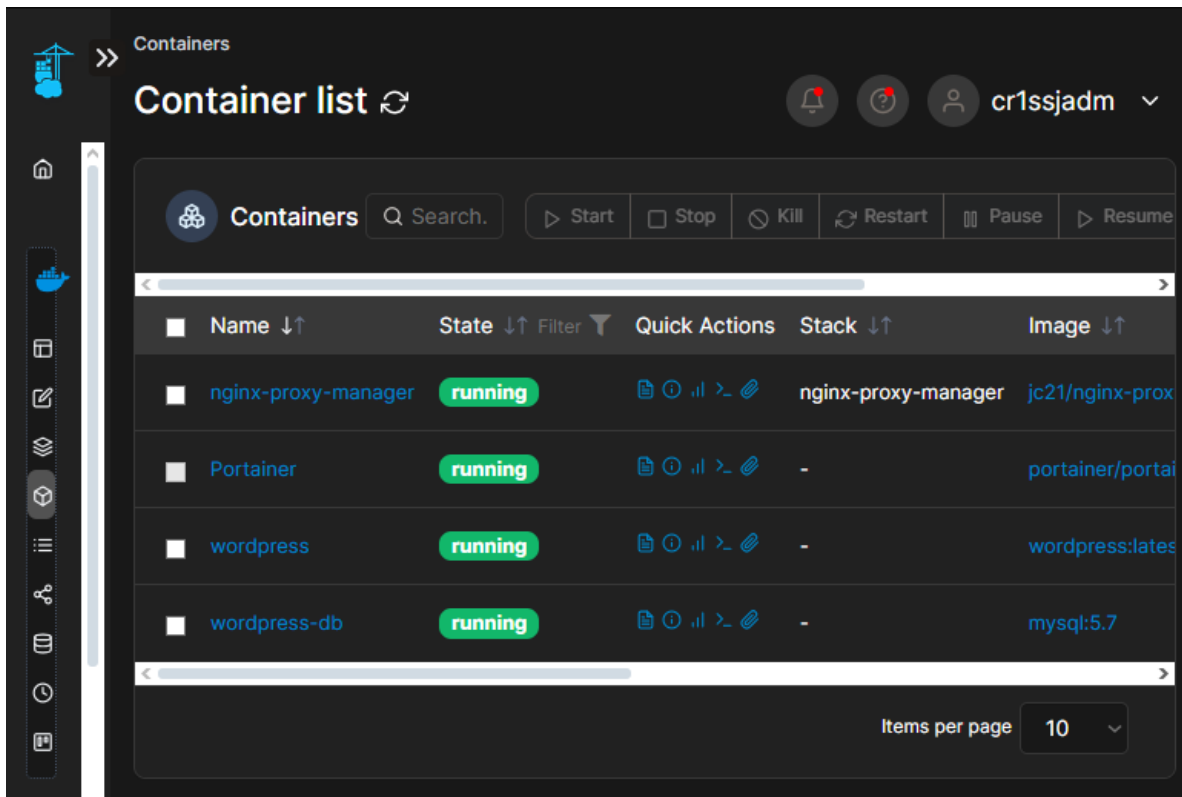 Containers
Container list
cr1ssjadm
Containers Search. Start Stop Kill Restart Pause Resume
Name State Filter Quick Actions Stack Image
nginx-proxy-manager running nginx-proxy-manager jc21/nginx-prox
Portainer running - portainer/portai
wordpress running - wordpress:lates
wordpress-db running - mysql:5.7
Items per page 10